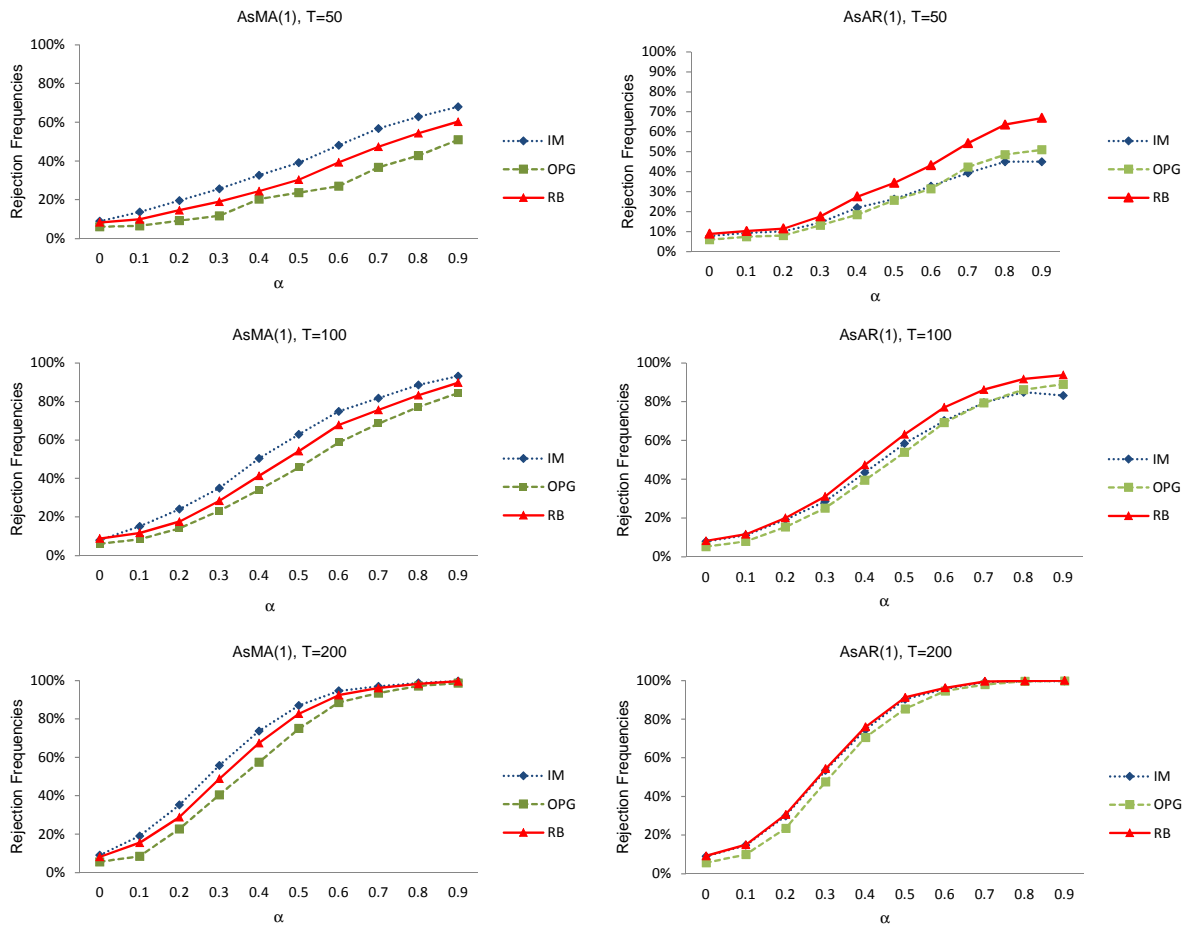 AsMA(1), T=50
Rejection Frequencies
100%
80%
60%
40%
20%
0%
0 0.1 0.2 0.3 0.4 0.5 0.6 0.7 0.8 0.9
α
IM
OPG
RB
AsAR(1), T=50
Rejection Frequencies
100%
90%
80%
70%
60%
50%
40%
30%
20%
10%
0%
0 0.1 0.2 0.3 0.4 0.5 0.6 0.7 0.8 0.9
α
IM
OPG
RB
AsMA(1), T=100
Rejection Frequencies
100%
80%
60%
40%
20%
0%
0 0.1 0.2 0.3 0.4 0.5 0.6 0.7 0.8 0.9
α
IM
OPG
RB
AsAR(1), T=100
Rejection Frequencies
100%
80%
60%
40%
20%
0%
0 0.1 0.2 0.3 0.4 0.5 0.6 0.7 0.8 0.9
α
IM
OPG
RB
AsMA(1), T=200
Rejection Frequencies
100%
80%
60%
40%
20%
0%
0 0.1 0.2 0.3 0.4 0.5 0.6 0.7 0.8 0.9
α
IM
OPG
RB
AsAR(1), T=200
Rejection Frequencies
100%
80%
60%
40%
20%
0%
0 0.1 0.2 0.3 0.4 0.5 0.6 0.7 0.8 0.9
α
IM
OPG
RB